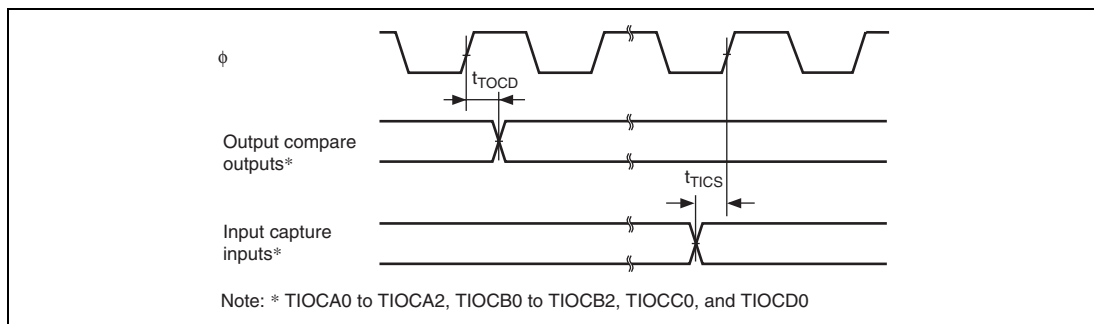 ϕ
tTOCD
Output compare
outputs*
tTICS
Input capture
inputs*
Note: * TIOCA0 to TIOCA2, TIOCB0 to TIOCB2, TIOCC0, and TIOCD0